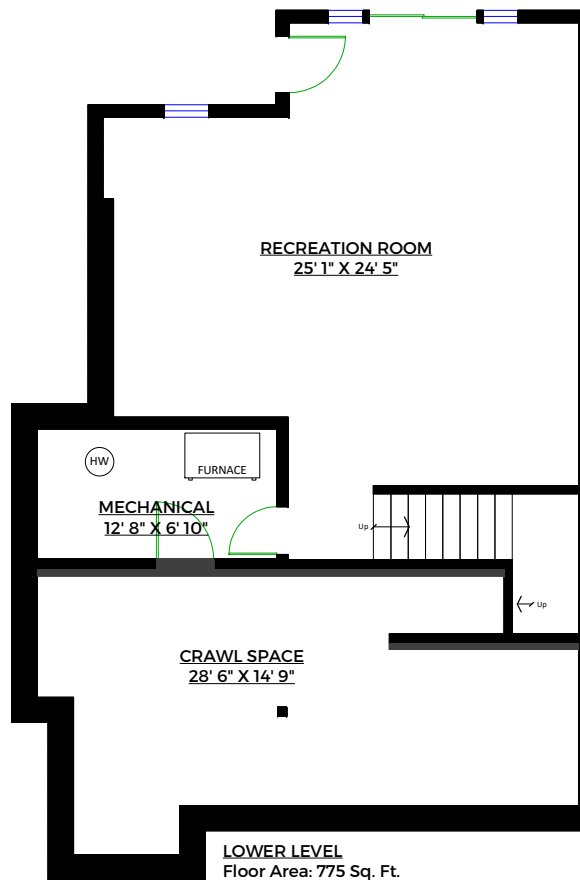 RECREATION ROOM
25' 1" X 24' 5"
HW
FURNACE
MECHANICAL
12' 8" X 6' 10"
Up
Up
CRAWL SPACE
28' 6" X 14' 9"
LOWER LEVEL
Floor Area: 775 Sq. Ft.